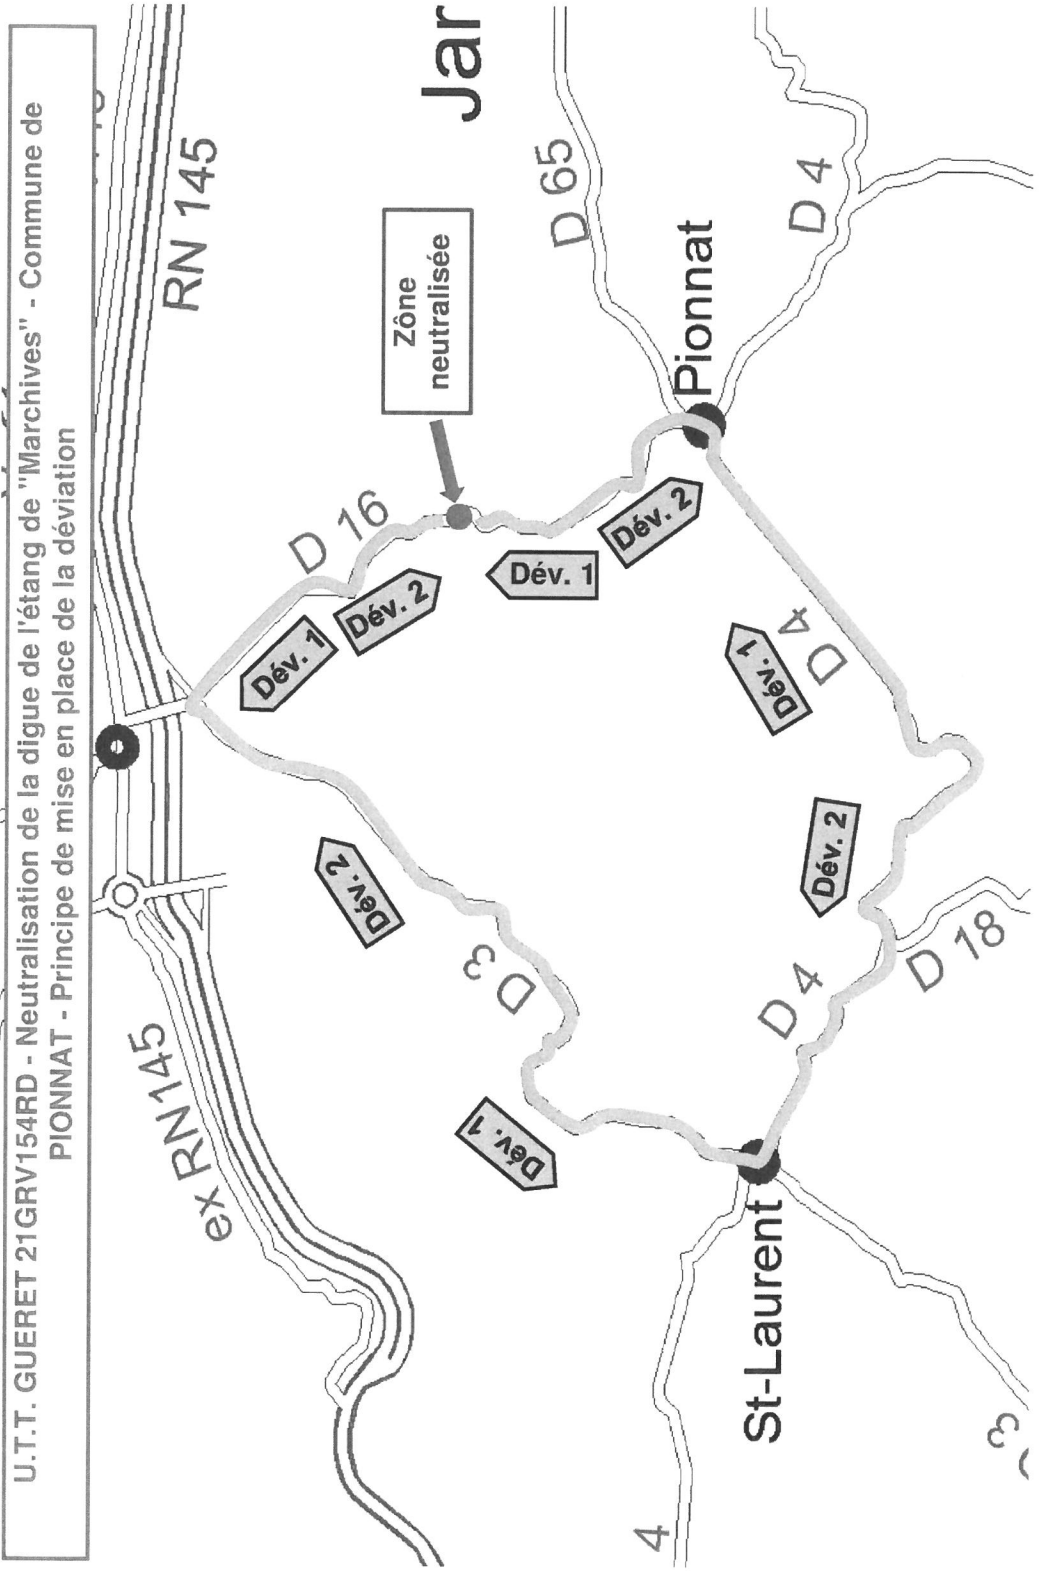 U.T.T. GUERET 21GRV154RD - Neutralisation de la digue de l'étang de "Marchives" - Commune de
PIONNAT - Principe de mise en place de la déviation
ex RN145
RN 145
D 16
Zône
neutralisée
Jar
Dév. 1
Dév. 2
Dév. 2
D 3
Dév. 1
Dév. 1
Dév. 2
D 65
Pionnat
D 4
Dév. 1
D 4
Dév. 2
D 4
D 18
St-Laurent
4
3